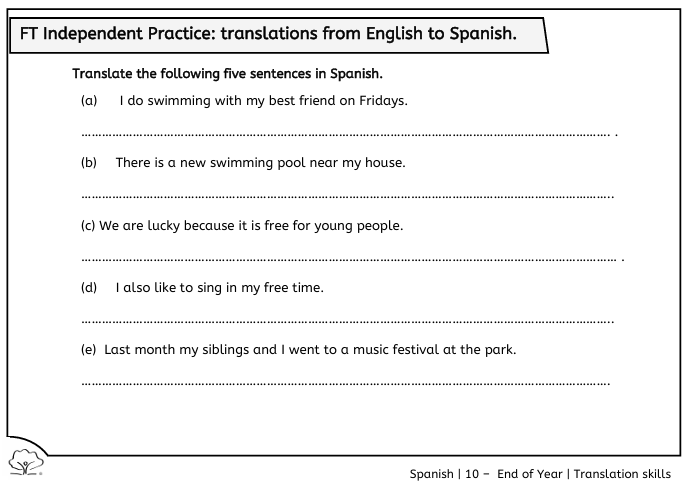 FT Independent Practice: translations from English to Spanish.
Translate the following five sentences in Spanish.
(a) I do swimming with my best friend on Fridays.
……………………………………………………………………………………………………………………………………. .
(b) There is a new swimming pool near my house.
……………………………………………………………………………………………………………………………………..
(c) We are lucky because it is free for young people.
……………………………………………………………………………………………………………………………………… .
(d) I also like to sing in my free time.
……………………………………………………………………………………………………………………………………..
(e) Last month my siblings and I went to a music festival at the park.
…………………………………………………………………………………………………………………………………….
Spanish | 10 – End of Year | Translation skills